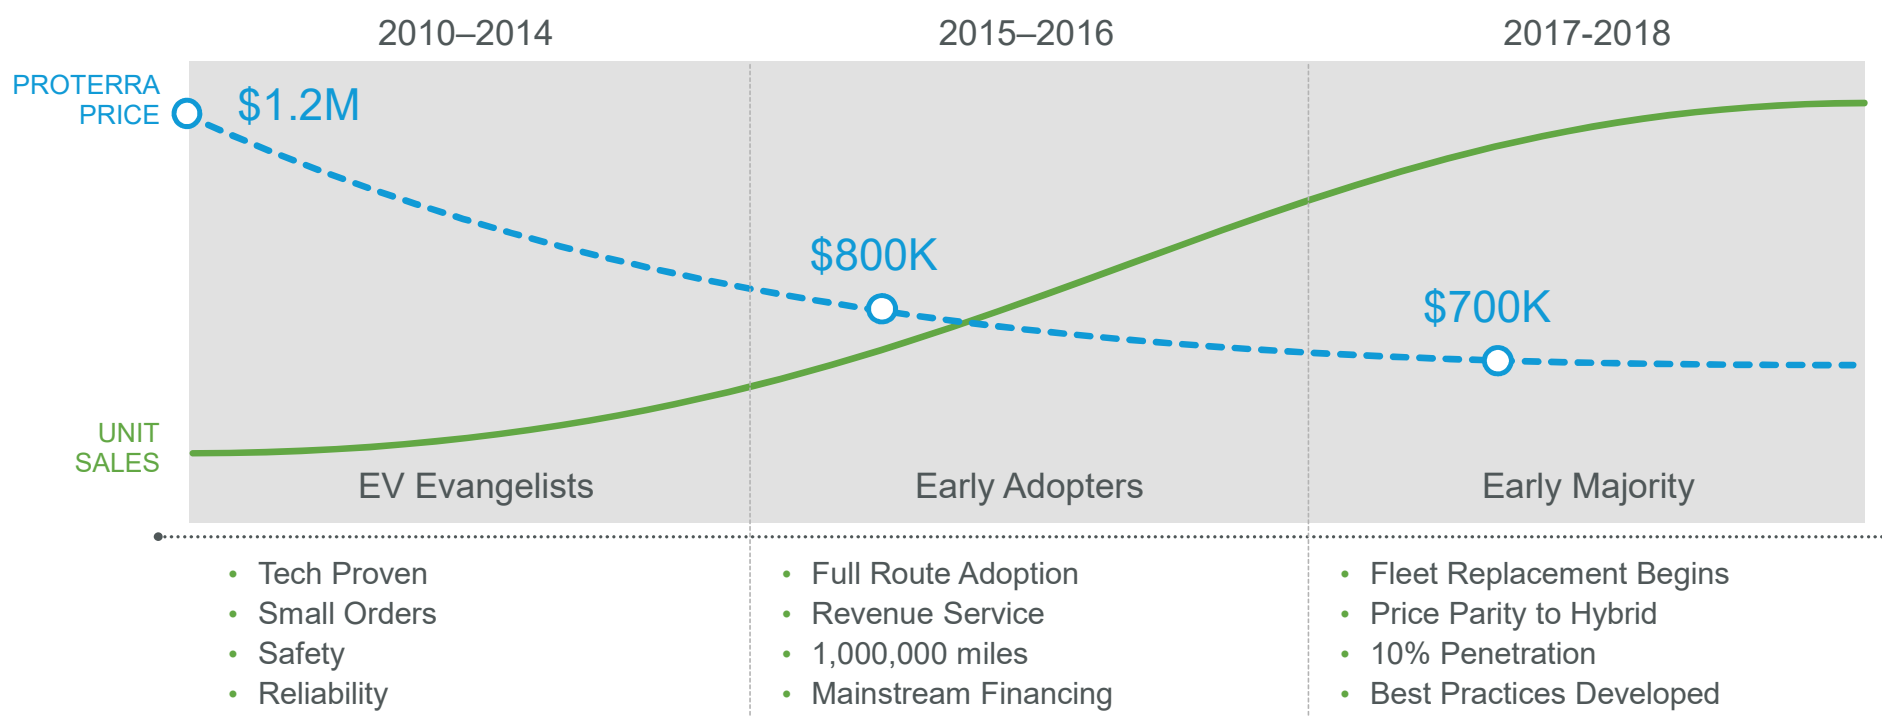 2010–2014
2015–2016
2017-2018
PROTERRA
PRICE
$1.2M
$800K
$700K
UNIT
SALES
EV Evangelists
Early Adopters
Early Majority
• Tech Proven
• Small Orders
• Safety
• Reliability
• Full Route Adoption
• Revenue Service
• 1,000,000 miles
• Mainstream Financing
• Fleet Replacement Begins
• Price Parity to Hybrid
• 10% Penetration
• Best Practices Developed